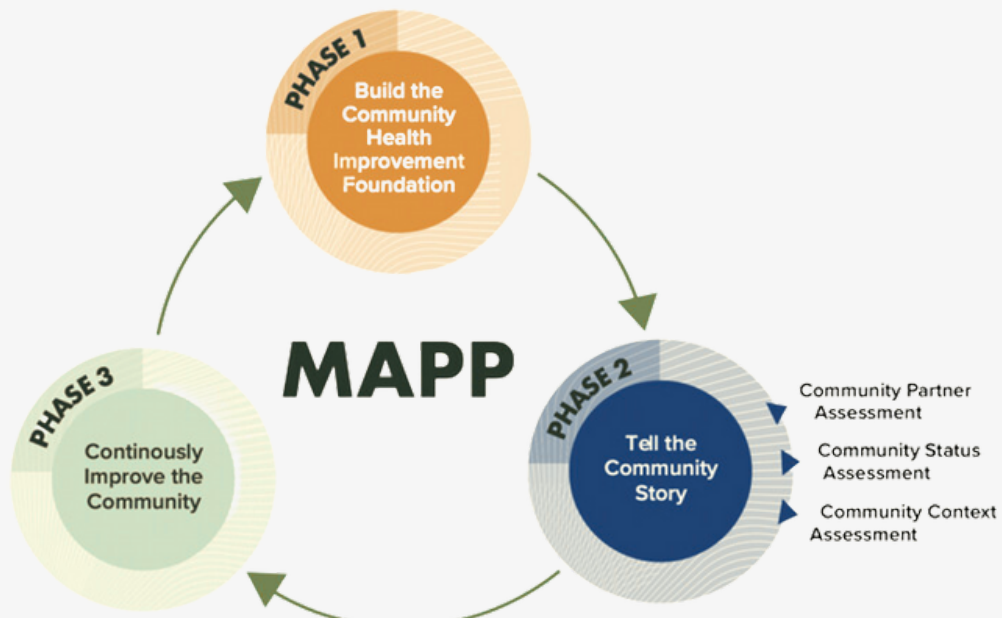 PHASE 1
Build the
Community
Health
Improvement
Foundation
MAPP
PHASE 2
Tell the
Community
Story
Community Partner
Assessment
Community Status
Assessment
Community Context
Assessment
PHASE 3
Continously
Improve the
Community